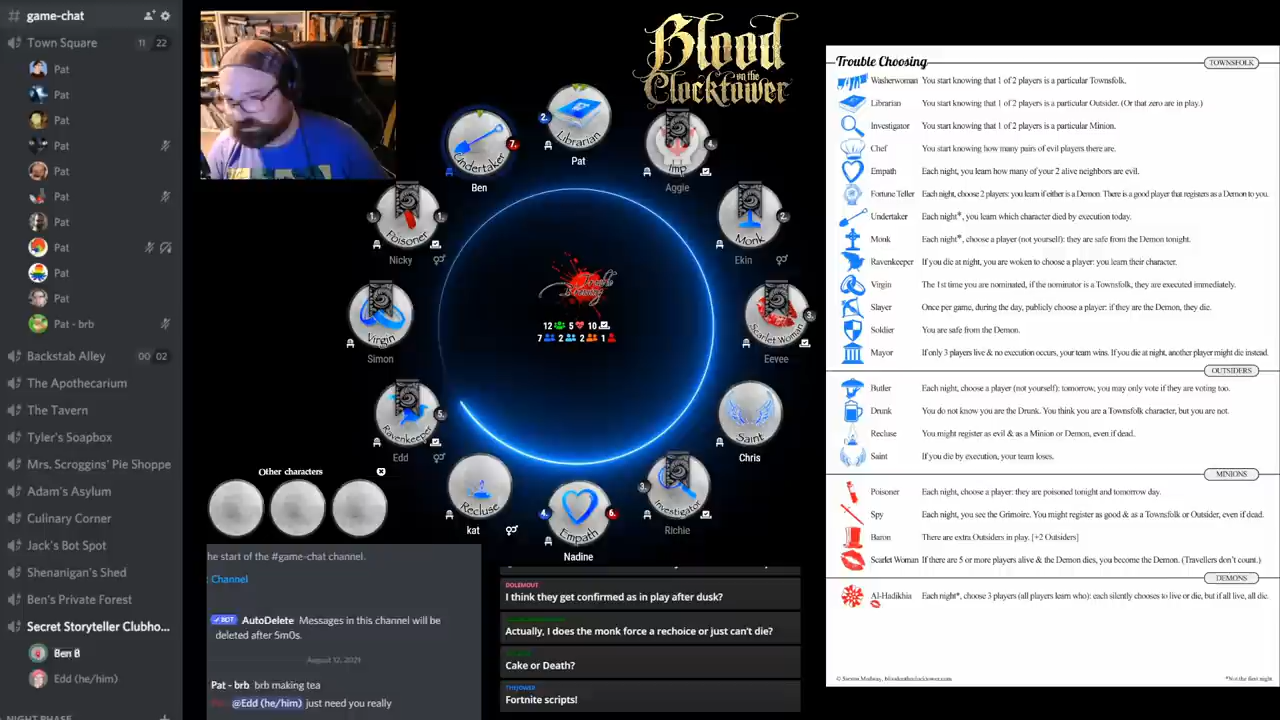 game-chat
Town Square 11 22
Pat
Pat
Pat
Pat
Pat
Pat
Pat
Pat
Pat
Pat
Pat - brb
Backstab Alley 00 02
The Apothecarium
The Tavern
Tyler's Soapbox
Mrs. Scroggins' Pie Shoppe
Adam's Asylum
Culinary Corner
Jack's Bot Spot
Shenanigan's Shed
Ben's Private Forest
Secret Storyteller Clubho...
Ben
Edd (he/him)
NIGHT PHASE
Blood
on the
Clocktower
Undertaker
7.
Ben
2.
Librarian
Pat
Imp
4.
Aggie
Monk
2.
Ekin
Scarlet Woman
3.
Eevee
Saint
Chris
3.
Investigator
Richie
4.
Empath
6.
Nadine
Recluse
kat
Ravenkeeper
5.
Edd
Virgin
Simon
1.
Poisoner
1.
Nicky
Trouble
Choosing
12 5 10
7 2 2 1
Other characters
he start of the #game-chat channel.
Channel
BOT AutoDelete Messages in this channel will be
deleted after 5m0s.
August 12, 2021
Pat - brb brb making tea
@Edd (he/him) just need you really
DOLEMOUT
I think they get confirmed as in play after dusk?
Actually, I does the monk force a rechoice or just can't die?
Cake or Death?
Fortnite scripts!
Trouble Choosing
TOWNSFOLK
Washerwoman You start knowing that 1 of 2 players is a particular Townsfolk.
Librarian You start knowing that 1 of 2 players is a particular Outsider. (Or that zero are in play.)
Investigator You start knowing that 1 of 2 players is a particular Minion.
Chef You start knowing how many pairs of evil players there are.
Empath Each night, you learn how many of your 2 alive neighbors are evil.
Fortune Teller Each night, choose 2 players: you learn if either is a Demon. There is a good player that registers as a Demon to you.
Undertaker Each night*, you learn which character died by execution today.
Monk Each night*, choose a player (not yourself): they are safe from the Demon tonight.
Ravenkeeper If you die at night, you are woken to choose a player: you learn their character.
Virgin The 1st time you are nominated, if the nominator is a Townsfolk, they are executed immediately.
Slayer Once per game, during the day, publicly choose a player: if they are the Demon, they die.
Soldier You are safe from the Demon.
Mayor If only 3 players live & no execution occurs, your team wins. If you die at night, another player might die instead.
OUTSIDERS
Butler Each night, choose a player (not yourself): tomorrow, you may only vote if they are voting too.
Drunk You do not know you are the Drunk. You think you are a Townsfolk character, but you are not.
Recluse You might register as evil & as a Minion or Demon, even if dead.
Saint If you die by execution, your team loses.
MINIONS
Poisoner Each night, choose a player: they are poisoned tonight and tomorrow day.
Spy Each night, you see the Grimoire. You might register as good & as a Townsfolk or Outsider, even if dead.
Baron There are extra Outsiders in play. [+2 Outsiders]
Scarlet Woman If there are 5 or more players alive & the Demon dies, you become the Demon. (Travellers don't count.)
DEMONS
Al-Hadikhia Each night*, choose 3 players (all players learn who): each silently chooses to live or die, but if all live, all die.
*Not the first night.